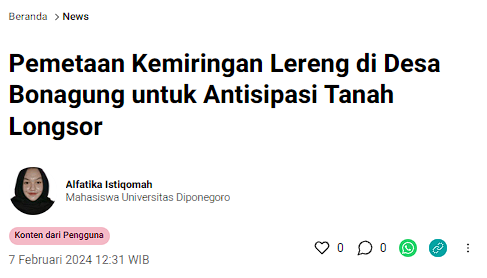 Beranda > News
Pemetaan Kemiringan Lereng di Desa
Bonagung untuk Antisipasi Tanah
Longsor
Alfatika Istiqomah
Mahasiswa Universitas Diponegoro
Konten dari Pengguna
7 Februari 2024 12:31 WIB
0 0